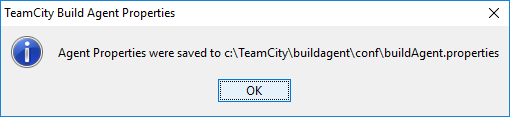 TeamCity Build Agent Properties
Agent Properties were saved to c:\TeamCity\buildagent\conf\buildAgent.properties
OK